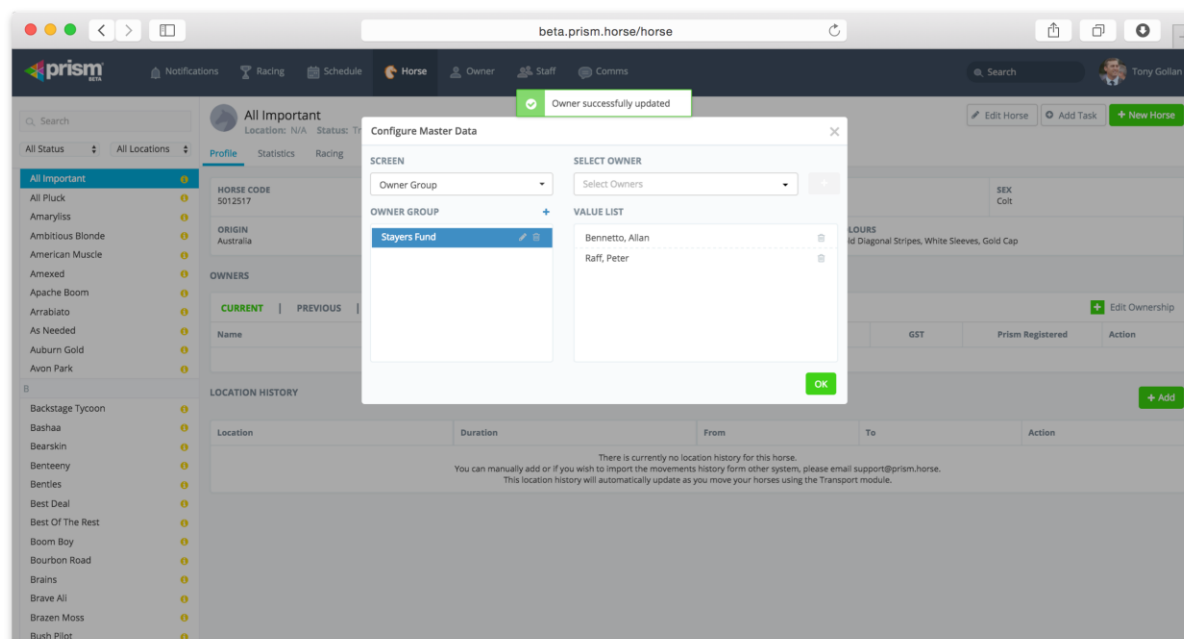 beta.prism.horse/horse
prism
BETA
Notifications
Racing
Schedule
Horse
Owner
Staff
Comms
Search
Tony Gollan
Owner successfully updated
Search
All Status
All Locations
All Important
All Pluck
Amaryliss
Ambitious Blonde
American Muscle
Amexed
Apache Boom
Arrabiato
As Needed
Auburn Gold
Avon Park
B
Backstage Tycoon
Bashaa
Bearskin
Benteeny
Bentles
Best Deal
Best Of The Rest
Boom Boy
Bourbon Road
Brains
Brave Ali
Brazen Moss
Bush Pilot
All Important
Location: N/A Status: Tr
Edit Horse
Add Task
+ New Horse
Profile
Statistics
Racing
HORSE CODE
5012517
SEX
Colt
ORIGIN
Australia
LOURS
ld Diagonal Stripes, White Sleeves, Gold Cap
OWNERS
CURRENT | PREVIOUS |
+ Edit Ownership
Name
GST
Prism Registered
Action
LOCATION HISTORY
+ Add
Location
Duration
From
To
Action
There is currently no location history for this horse.
You can manually add or if you wish to import the movements history form other system, please email support@prism.horse.
This location history will automatically update as you move your horses using the Transport module.
Configure Master Data
SCREEN
Owner Group
OWNER GROUP +
Stayers Fund
SELECT OWNER
Select Owners
VALUE LIST
Bennetto, Allan
Raff, Peter
OK